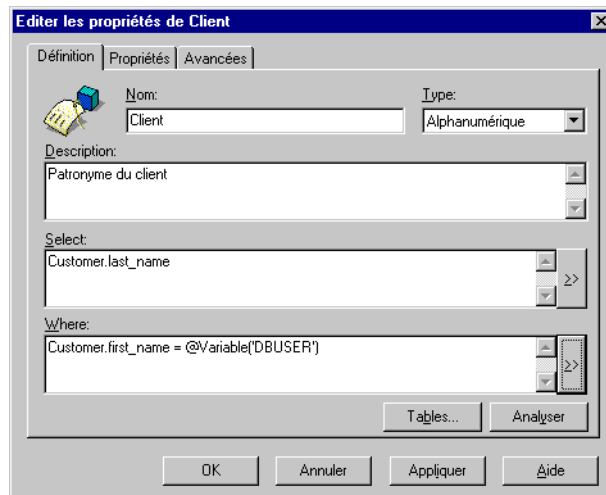 Editer les propriétés de Client
Définition Propriétés Avancées
Nom: Type:
Client Alphanumérique
Description:
Patronyme du client
Select:
Customer.last_name
>>
Where:
Customer.first_name = @Variable('DBUSER')
>>
Tables... Analyser
OK Annuler Appliquer Aide